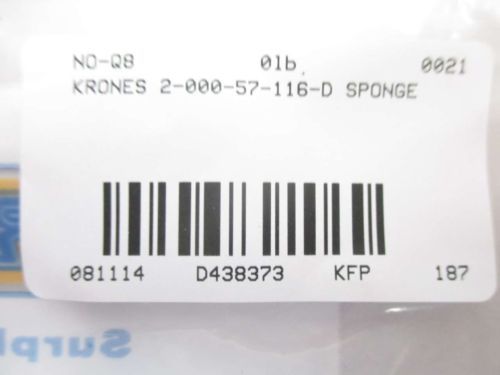 NO-Q8 01b 0021
KRONES 2-000-57-116-D SPONGE
081114 D438373 KFP 187
Surpl